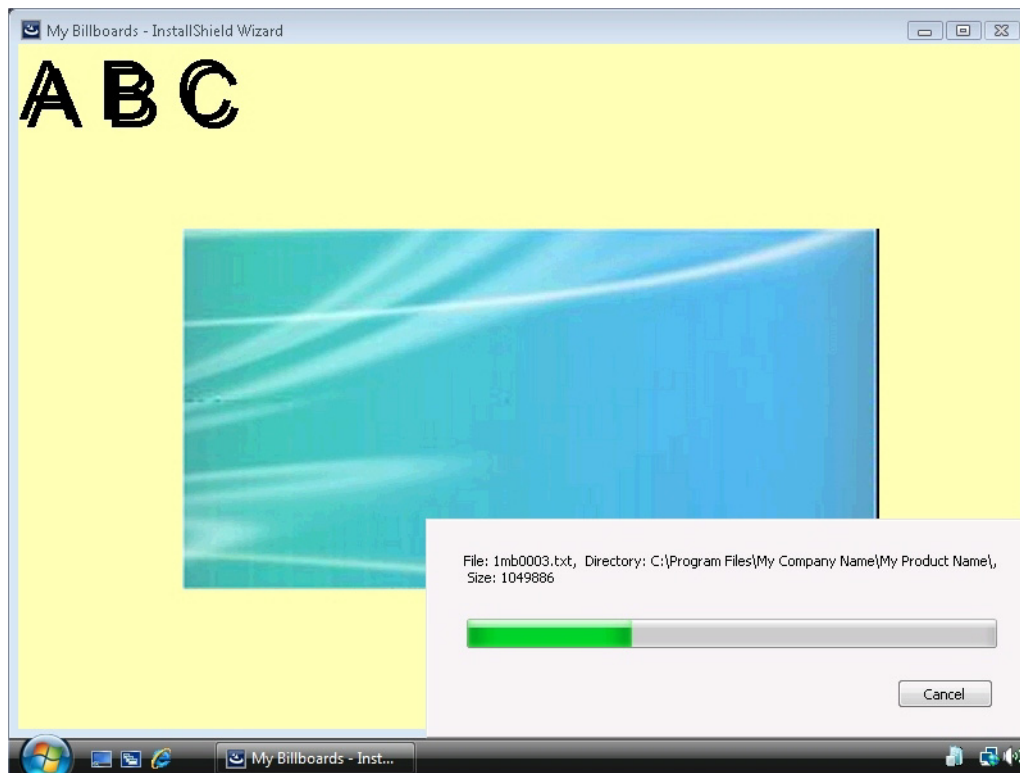 My Billboards - InstallShield Wizard
A B C
File: 1mb0003.txt, Directory: C:\Program Files\My Company Name\My Product Name\,
Size: 1049886
Cancel
My Billboards - Inst...